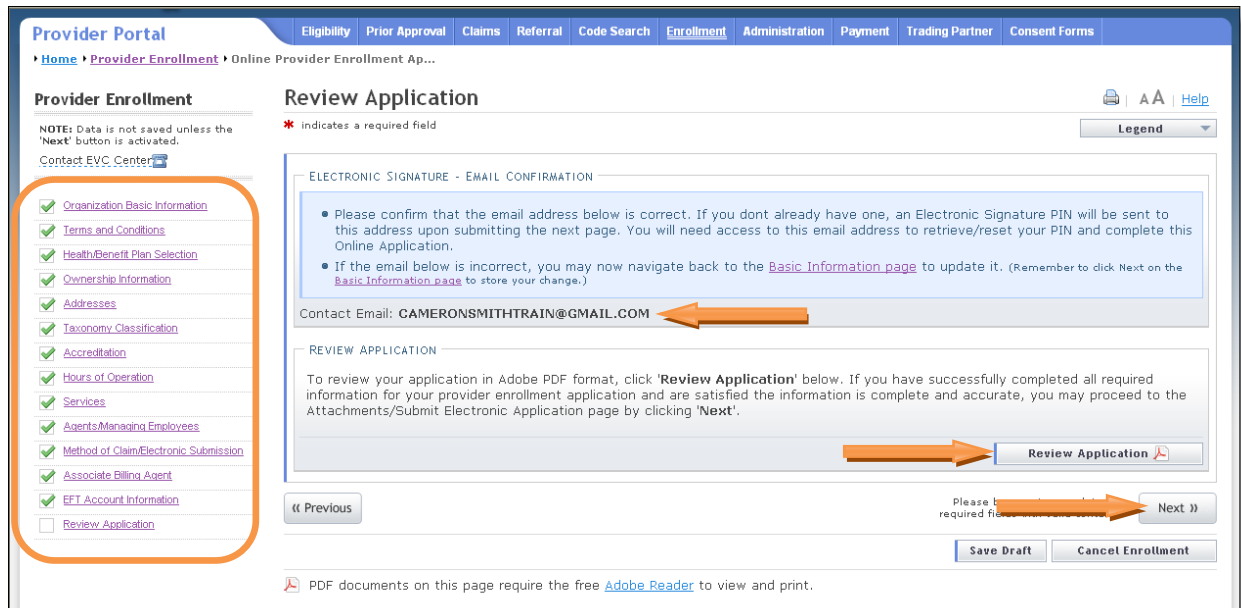 Provider Portal
Eligibility Prior Approval Claims Referral Code Search Enrollment Administration Payment Trading Partner Consent Forms
Home Provider Enrollment Online Provider Enrollment Ap...
Provider Enrollment
NOTE: Data is not saved unless the
'Next' button is activated.
Contact EVC Center
Organization Basic Information
Terms and Conditions
Health/Benefit Plan Selection
Ownership Information
Addresses
Taxonomy Classification
Accreditation
Hours of Operation
Services
Agents/Managing Employees
Method of Claim/Electronic Submission
Associate Billing Agent
EFT Account Information
Review Application
Review Application
A A | Help
* indicates a required field
Legend
ELECTRONIC SIGNATURE - EMAIL CONFIRMATION
• Please confirm that the email address below is correct. If you dont already have one, an Electronic Signature PIN will be sent to
this address upon submitting the next page. You will need access to this email address to retrieve/reset your PIN and complete this
Online Application.
• If the email below is incorrect, you may now navigate back to the Basic Information page to update it. (Remember to click Next on the
Basic Information page to store your change.)
Contact Email: CAMERONSMITHTRAIN@GMAIL.COM
REVIEW APPLICATION
To review your application in Adobe PDF format, click 'Review Application' below. If you have successfully completed all required
information for your provider enrollment application and are satisfied the information is complete and accurate, you may proceed to the
Attachments/Submit Electronic Application page by clicking 'Next'.
Review Application
« Previous
Please
required
Next »
Save Draft
Cancel Enrollment
PDF documents on this page require the free Adobe Reader to view and print.